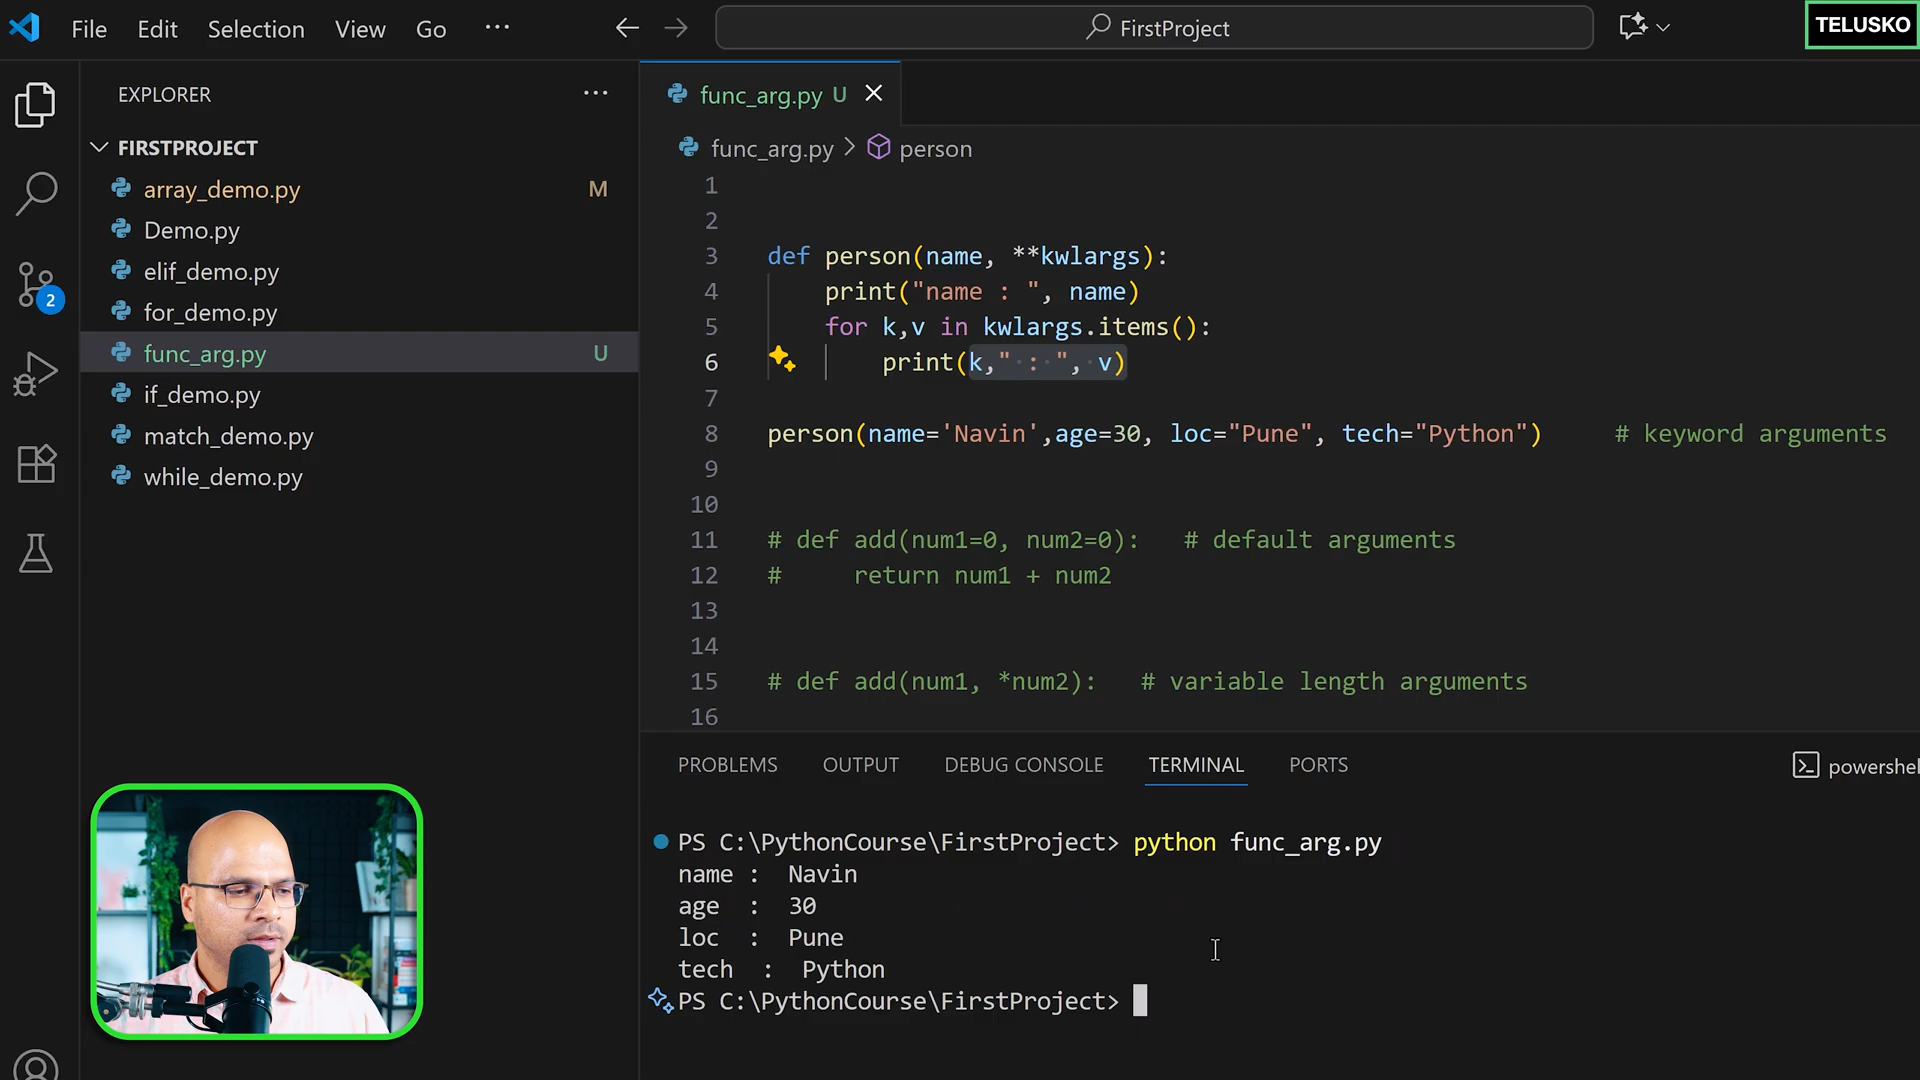 File Edit Selection View Go ...
FirstProject
TELUSKO
EXPLORER
...
FIRSTPROJECT
array_demo.py M
Demo.py
elif_demo.py
for_demo.py
func_arg.py U
if_demo.py
match_demo.py
while_demo.py
2
func_arg.py U
func_arg.py > person
1
2
3 def person(name, **kwlargs):
4 print("name : ", name)
5 for k,v in kwlargs.items():
6 print(k," : ", v)
7
8 person(name='Navin',age=30, loc="Pune", tech="Python") # keyword arguments
9
10
11 # def add(num1=0, num2=0): # default arguments
12 # return num1 + num2
13
14
15 # def add(num1, *num2): # variable length arguments
16
PROBLEMS OUTPUT DEBUG CONSOLE TERMINAL PORTS
powershel
PS C:\PythonCourse\FirstProject> python func_arg.py
name :  Navin
age  :  30
loc  :  Pune
tech  :  Python
PS C:\PythonCourse\FirstProject>